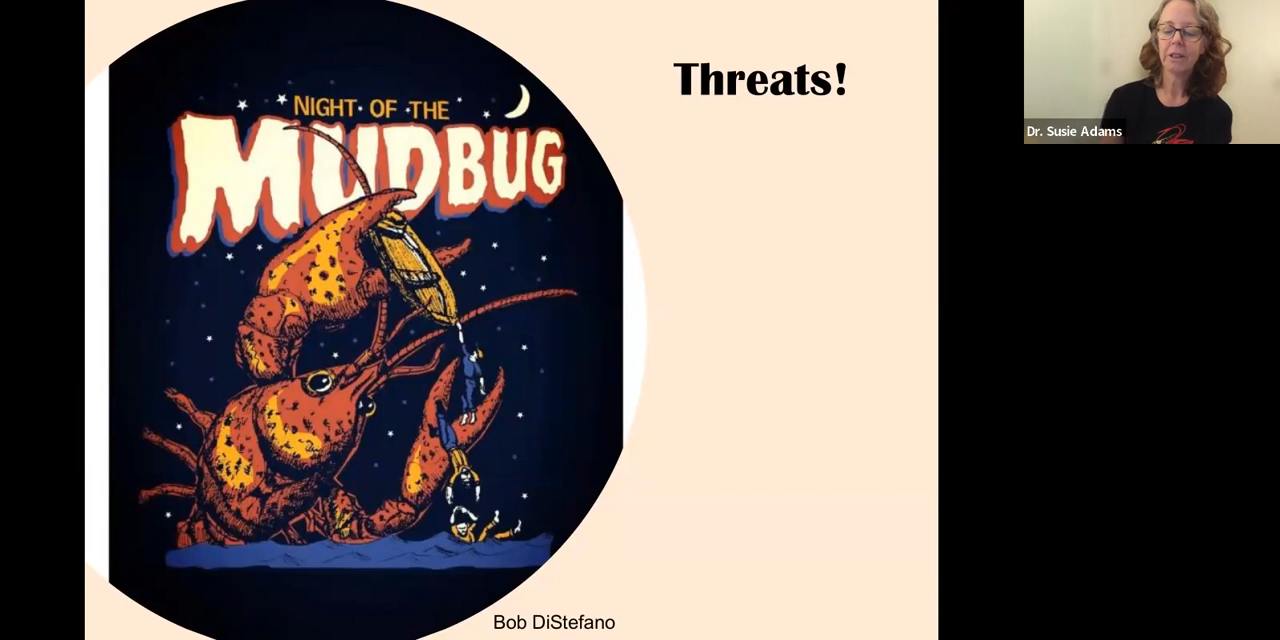 NIGHT· OF ·THE
MUDBUG
Threats!
Dr. Susie Adams
Bob DiStefano